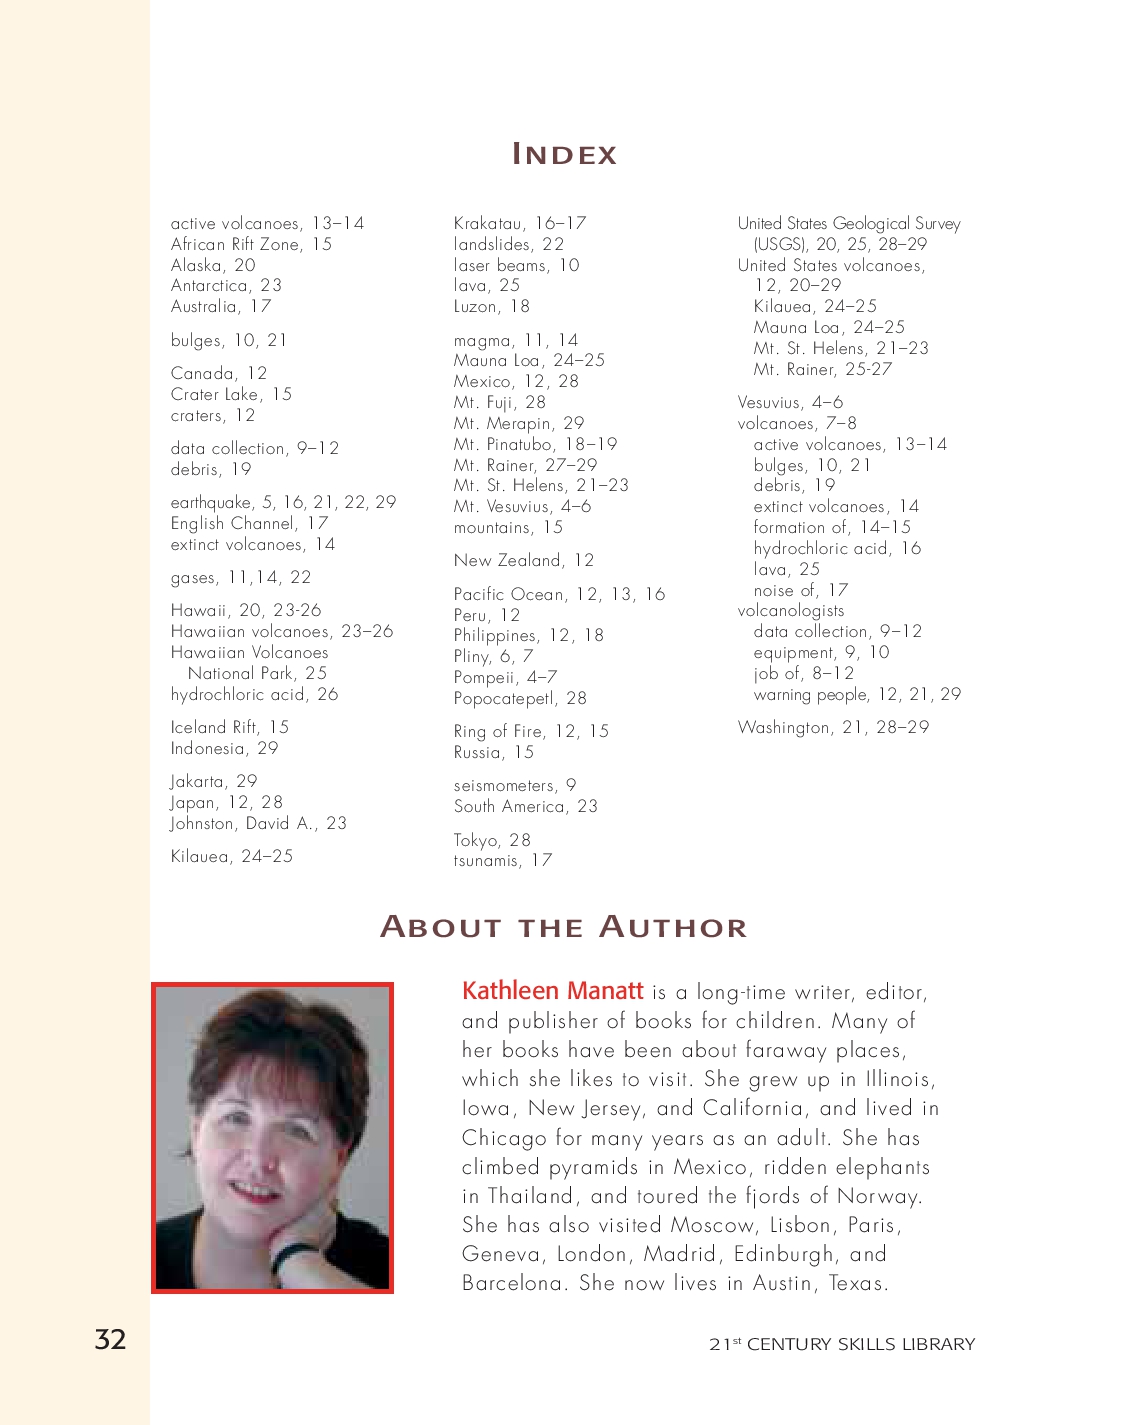 INDEX
active volcanoes, 13–14
African Rift Zone, 15
Alaska, 20
Antarctica, 23
Australia, 17
bulges, 10, 21
Canada, 12
Crater Lake, 15
craters, 12
data collection, 9–12
debris, 19
earthquake, 5, 16, 21, 22, 29
English Channel, 17
extinct volcanoes, 14
gases, 11,14, 22
Hawaii, 20, 23-26
Hawaiian volcanoes, 23–26
Hawaiian Volcanoes
National Park, 25
hydrochloric acid, 26
Iceland Rift, 15
Indonesia, 29
Jakarta, 29
Japan, 12, 28
Johnston, David A., 23
Kilauea, 24–25
Krakatau, 16–17
landslides, 22
laser beams, 10
lava, 25
Luzon, 18
magma, 11, 14
Mauna Loa, 24–25
Mexico, 12, 28
Mt. Fuji, 28
Mt. Merapin, 29
Mt. Pinatubo, 18–19
Mt. Rainer, 27–29
Mt. St. Helens, 21–23
Mt. Vesuvius, 4–6
mountains, 15
New Zealand, 12
Pacific Ocean, 12, 13, 16
Peru, 12
Philippines, 12, 18
Pliny, 6, 7
Pompeii, 4–7
Popocatepetl, 28
Ring of Fire, 12, 15
Russia, 15
seismometers, 9
South America, 23
Tokyo, 28
tsunamis, 17
United States Geological Survey
(USGS), 20, 25, 28–29
United States volcanoes,
12, 20–29
Kilauea, 24–25
Mauna Loa, 24–25
Mt. St. Helens, 21–23
Mt. Rainer, 25-27
Vesuvius, 4–6
volcanoes, 7–8
active volcanoes, 13–14
bulges, 10, 21
debris, 19
extinct volcanoes, 14
formation of, 14–15
hydrochloric acid, 16
lava, 25
noise of, 17
volcanologists
data collection, 9–12
equipment, 9, 10
job of, 8–12
warning people, 12, 21, 29
Washington, 21, 28–29
ABOUT THE AUTHOR
Kathleen Manatt is a long-time writer, editor,
and publisher of books for children. Many of
her books have been about faraway places,
which she likes to visit. She grew up in Illinois,
Iowa, New Jersey, and California, and lived in
Chicago for many years as an adult. She has
climbed pyramids in Mexico, ridden elephants
in Thailand, and toured the fjords of Norway.
She has also visited Moscow, Lisbon, Paris,
Geneva, London, Madrid, Edinburgh, and
Barcelona. She now lives in Austin, Texas.
32
21st CENTURY SKILLS LIBRARY